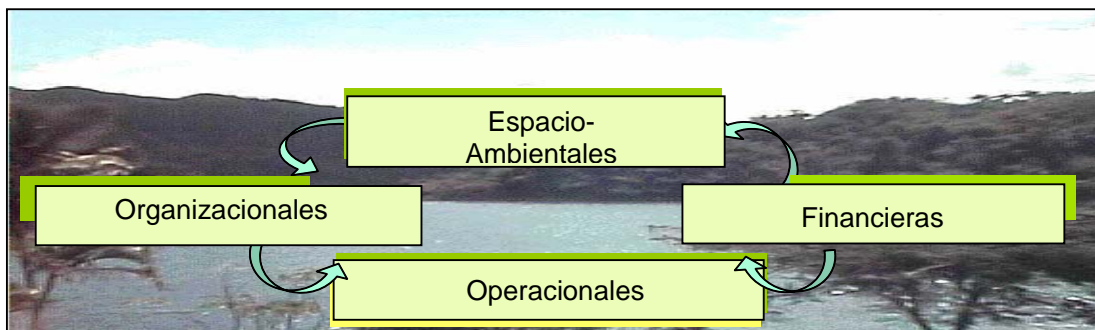 Espacio-
Ambientales
Organizacionales
Financieras
Operacionales